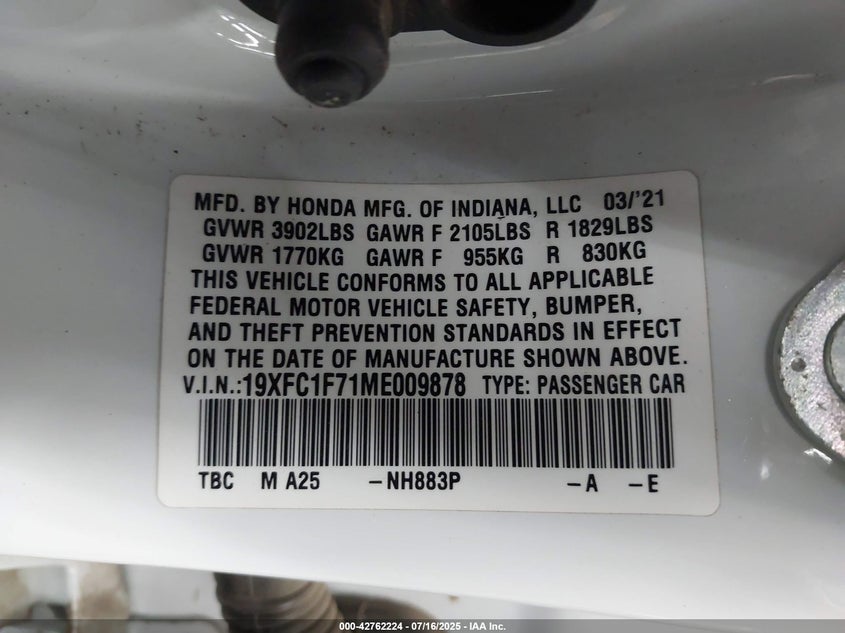 MFD. BY HONDA MFG. OF INDIANA, LLC 03/'21
GVWR 3902LBS GAWR F 2105LBS R 1829LBS
GVWR 1770KG GAWR F 955KG R 830KG
THIS VEHICLE CONFORMS TO ALL APPLICABLE
FEDERAL MOTOR VEHICLE SAFETY, BUMPER,
AND THEFT PREVENTION STANDARDS IN EFFECT
ON THE DATE OF MANUFACTURE SHOWN ABOVE.
V.I.N.:19XFC1F71ME009878 TYPE: PASSENGER CAR
TBC M A25 -NH883P -A -E
000-42762224 - 07/16/2025 - IAA Inc.